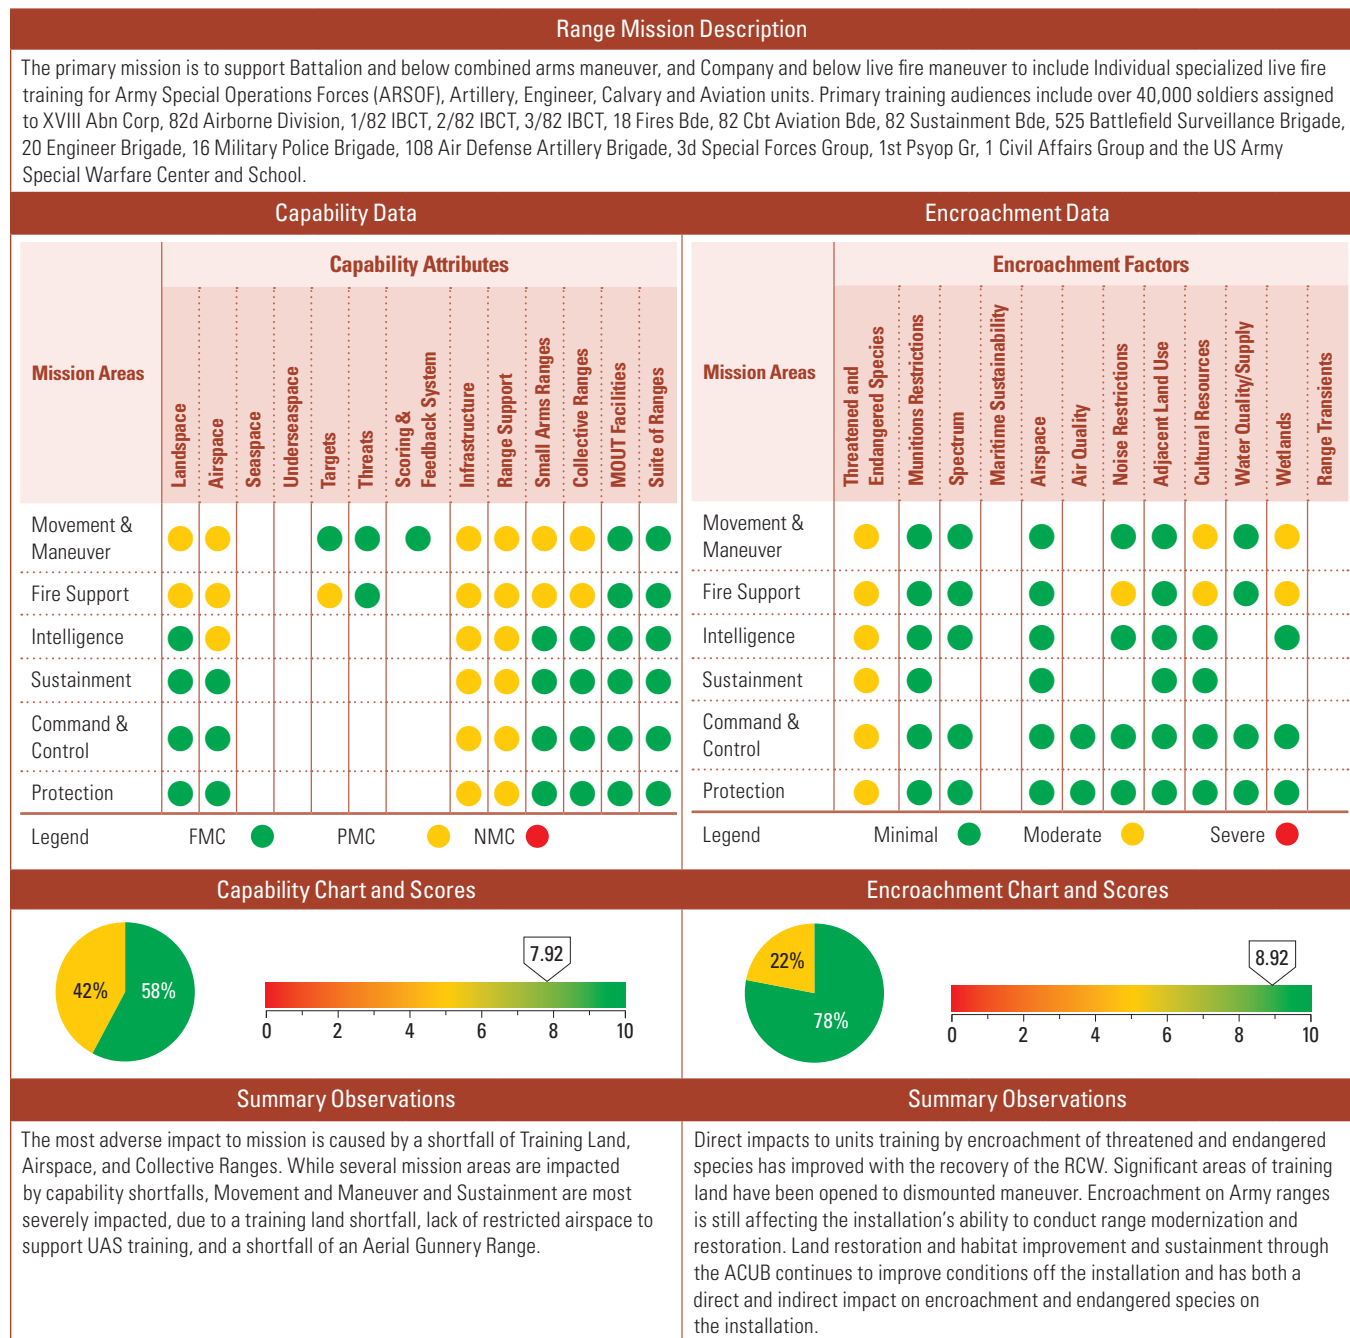 Range Mission Description
The primary mission is to support Battalion and below combined arms maneuver, and Company and below live fire maneuver to include Individual specialized live fire
training for Army Special Operations Forces (ARSOF), Artillery, Engineer, Calvary and Aviation units. Primary training audiences include over 40,000 soldiers assigned
to XVIII Abn Corp, 82d Airborne Division, 1/82 IBCT, 2/82 IBCT, 3/82 IBCT, 18 Fires Bde, 82 Cbt Aviation Bde, 82 Sustainment Bde, 525 Battlefield Surveillance Brigade,
20 Engineer Brigade, 16 Military Police Brigade, 108 Air Defense Artillery Brigade, 3d Special Forces Group, 1st Psyop Gr, 1 Civil Affairs Group and the US Army
Special Warfare Center and School.
Capability Data
Mission Areas
Capability Attributes
Landspace
Airspace
Seaspace
Underseaspace
Targets
Threats
Scoring &
Feedback System
Infrastructure
Range Support
Small Arms Ranges
Collective Ranges
MOUT Facilities
Suite of Ranges
Movement &
Maneuver
Fire Support
Intelligence
Sustainment
Command &
Control
Protection
Legend FMC PMC NMC
Encroachment Data
Mission Areas
Encroachment Factors
Threatened and
Endangered Species
Munitions Restrictions
Spectrum
Maritime Sustainability
Airspace
Air Quality
Noise Restrictions
Adjacent Land Use
Cultural Resources
Water Quality/Supply
Wetlands
Range Transients
Movement &
Maneuver
Fire Support
Intelligence
Sustainment
Command &
Control
Protection
Legend Minimal Moderate Severe
Capability Chart and Scores
42% 58%
7.92
0 2 4 6 8 10
Encroachment Chart and Scores
22%
78%
8.92
0 2 4 6 8 10
Summary Observations
The most adverse impact to mission is caused by a shortfall of Training Land,
Airspace, and Collective Ranges. While several mission areas are impacted
by capability shortfalls, Movement and Maneuver and Sustainment are most
severely impacted, due to a training land shortfall, lack of restricted airspace to
support UAS training, and a shortfall of an Aerial Gunnery Range.
Summary Observations
Direct impacts to units training by encroachment of threatened and endangered
species has improved with the recovery of the RCW. Significant areas of training
land have been opened to dismounted maneuver. Encroachment on Army ranges
is still affecting the installation's ability to conduct range modernization and
restoration. Land restoration and habitat improvement and sustainment through
the ACUB continues to improve conditions off the installation and has both a
direct and indirect impact on encroachment and endangered species on
the installation.